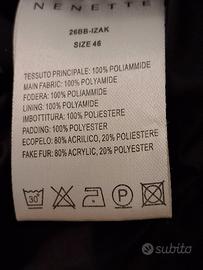 NENETTE
26BB-IZAK
SIZE 46
TESSUTO PRINCIPALE: 100% POLIAMMIDE
MAIN FABRIC: 100% POLYAMIDE
FODERA: 100% POLIAMMIDE
LINING: 100% POLYAMIDE
IMBOTTITURA: 100% POLIESTERE
PADDING: 100% POLYESTER
ECOPELO: 80% ACRILICO, 20% POLIESTERE
FAKE FUR: 80% ACRYLIC, 20% POLYESTER
30°
P
subito